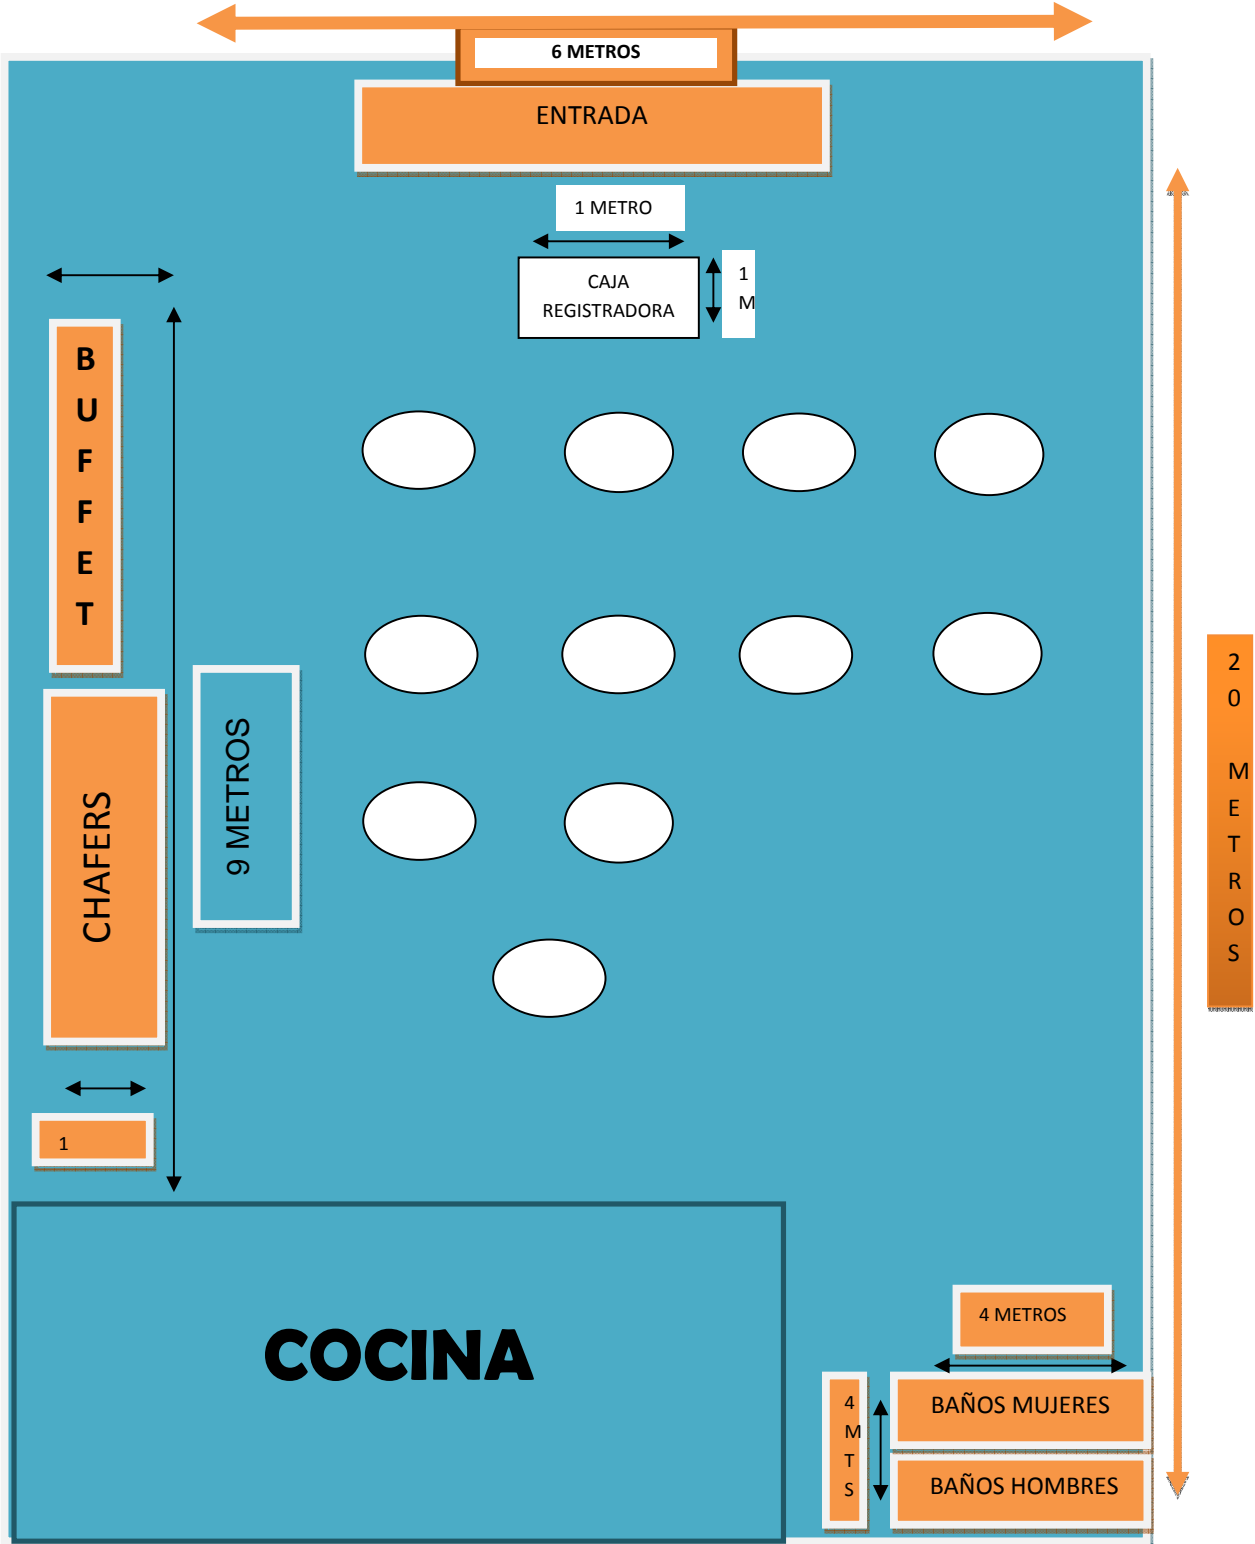 6 METROS
ENTRADA
1 METRO
CAJA
REGISTRADORA
1
M
B
U
F
F
E
T
CHAFERS
9 METROS
2
0
M
E
T
R
O
S
1
COCINA
4 METROS
4
M
T
S
BAÑOS MUJERES
BAÑOS HOMBRES